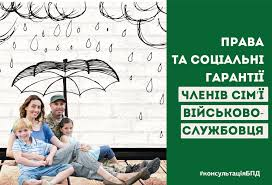 ПРАВА
ТА СОЦІАЛЬНІ
ГАРАНТІЇ
ЧЛЕНІВ СІМ'Ї
ВІЙСЬКОВО-
СЛУЖБОВЦЯ
#консультаціяБПД